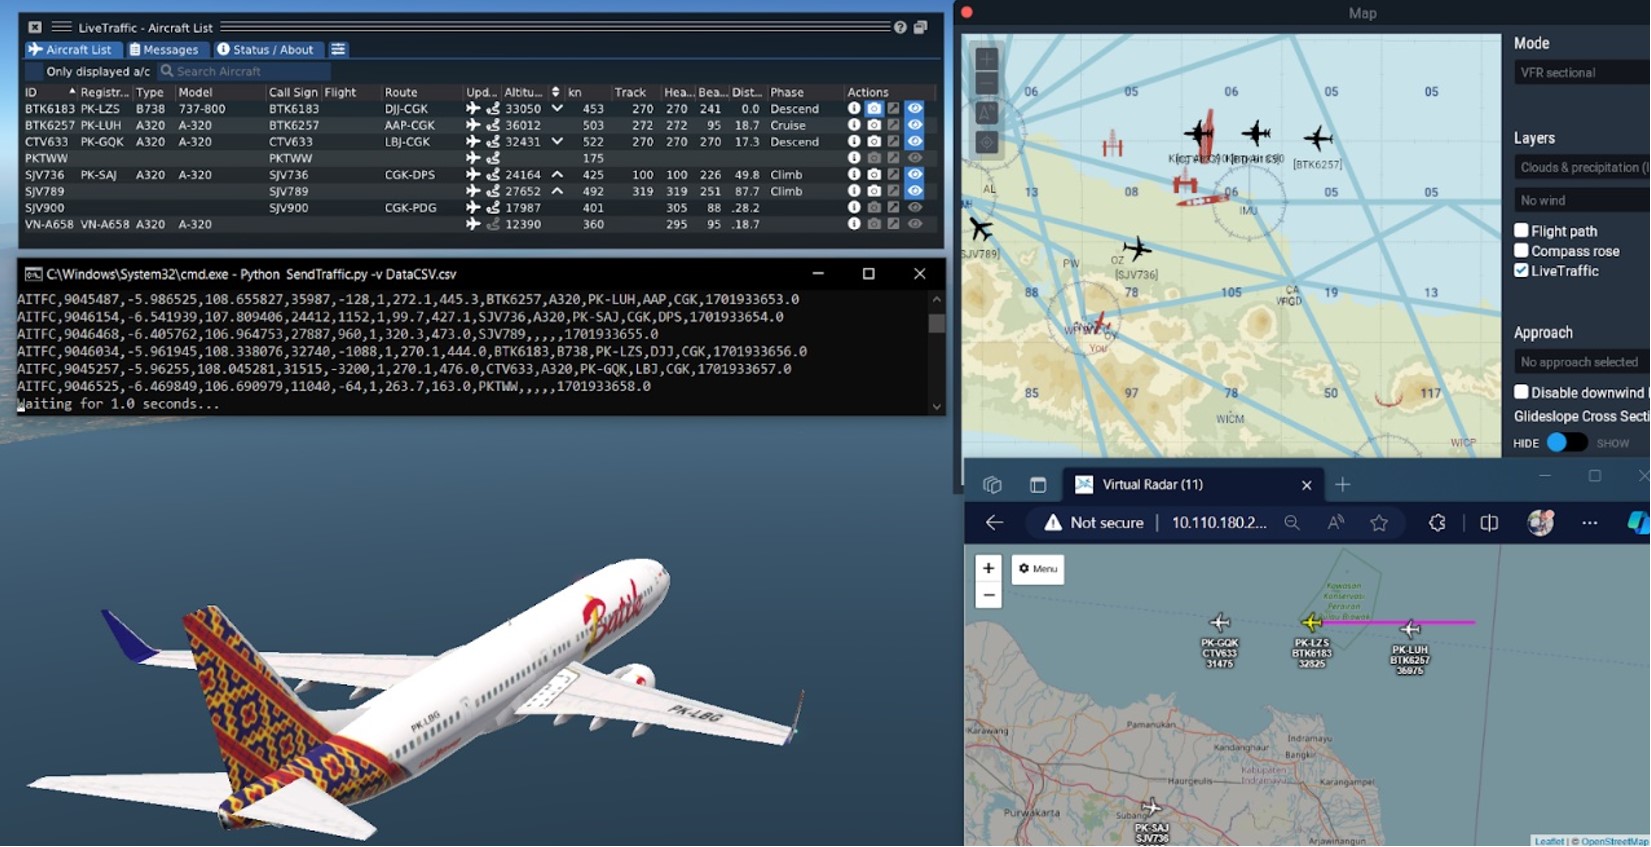 LiveTraffic - Aircraft List
Aircraft List Messages Status / About
Only displayed a/c Search Aircraft
ID Registr... Type Model Call Sign Flight Route Upd... Altitu... kn Track Hea... Bea... Dist... Phase Actions
BTK6183 PK-LZS B738 737-800 BTK6183 DJJ-CGK 33050 453 270 270 241 0.0 Descend
BTK6257 PK-LUH A320 A-320 BTK6257 AAP-CGK 36012 503 272 272 95 18.7 Cruise
CTV633 PK-GQK A320 A-320 CTV633 LBJ-CGK 32431 522 270 270 270 17.3 Descend
PKTWW PKTWW 175
SJV736 PK-SAJ A320 A-320 SJV736 CGK-DPS 24164 425 100 100 226 49.8 Climb
SJV789 SJV789 27652 492 319 319 251 87.7 Climb
SJV900 SJV900 CGK-PDG 17987 401 305 88 .28.2
VN-A658 VN-A658 A320 A-320 12390 360 295 95 .18.7
C:\Windows\System32\cmd.exe - Python SendTraffic.py -v DataCSV.csv
AITFC,9045487,-5.986525,108.655827,35987,-128,1,272.1,445.3,BTK6257,A320,PK-LUH,AAP,CGK,1701933653.0
AITFC,9046154,-6.541939,107.809406,24412,1152,1,99.7,427.1,SJV736,A320,PK-SAJ,CGK,DPS,1701933654.0
AITFC,9046468,-6.405762,106.964753,27887,960,1,320.3,473.0,SJV789,,,,,1701933655.0
AITFC,9046034,-5.961945,108.338076,32740,-1088,1,270.1,444.0,BTK6183,B738,PK-LZS,DJJ,CGK,1701933656.0
AITFC,9045257,-5.96255,108.045281,31515,-3200,1,270.1,476.0,CTV633,A320,PK-GQK,LBJ,CGK,1701933657.0
AITFC,9046525,-6.469849,106.690979,11040,-64,1,263.7,163.0,PKTWW,,,,,1701933658.0
Waiting for 1.0 seconds...
Batik
PK-LBG
PK-LBG
Map
06 05 06 05 05
[BTK6257]
AL 13 08 06 05 05
IMU
SJV789]
PW OZ
[SJV736]
88 78 105 CA 19 13
You
85 97 78 50 117
WICM
WICP
Mode
VFR sectional
Layers
Clouds & precipitation (
No wind
Flight path
Compass rose
LiveTraffic
Approach
No approach selected
Disable downwind
Glideslope Cross Secti
HIDE SHOW
Virtual Radar (11)
Not secure 10.110.180.2...
+
−
Menu
Kawasan
Konservasi
Perairan
PK-GQK
CTV633
31475
PK-LZS
BTK6183
32825
PK-LUH
BTK6257
35975
Karawang
Pamanukan
Kandanghaur
Indramayu
Bangkir
Haurgeulis
Kabupaten
Indramayu
Karangampel
Purwakarta
Subang
PK-SAJ
SJV736
Arjawinangun
Leaflet | © OpenStreetMap